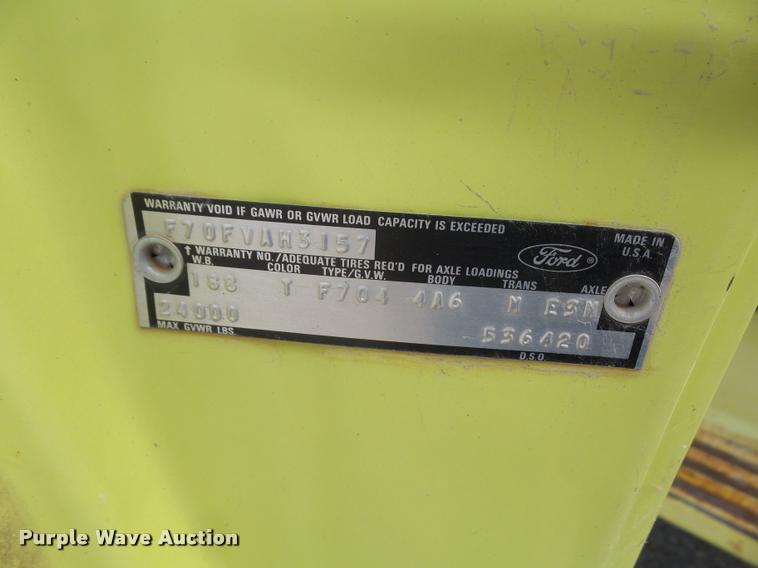 WARRANTY VOID IF GAWR OR GVWR LOAD CAPACITY IS EXCEEDED
F70FVAH3157
Ford ®
MADE IN
U.S.A.
↑ WARRANTY NO./ADEQUATE TIRES REQ'D FOR AXLE LOADINGS
W.B. COLOR TYPE/G.V.W. BODY TRANS AXLE
188 T F704 4A6 N ESN
24000 536420
MAX GVWR LBS. D.S.O.
Purple Wave Auction